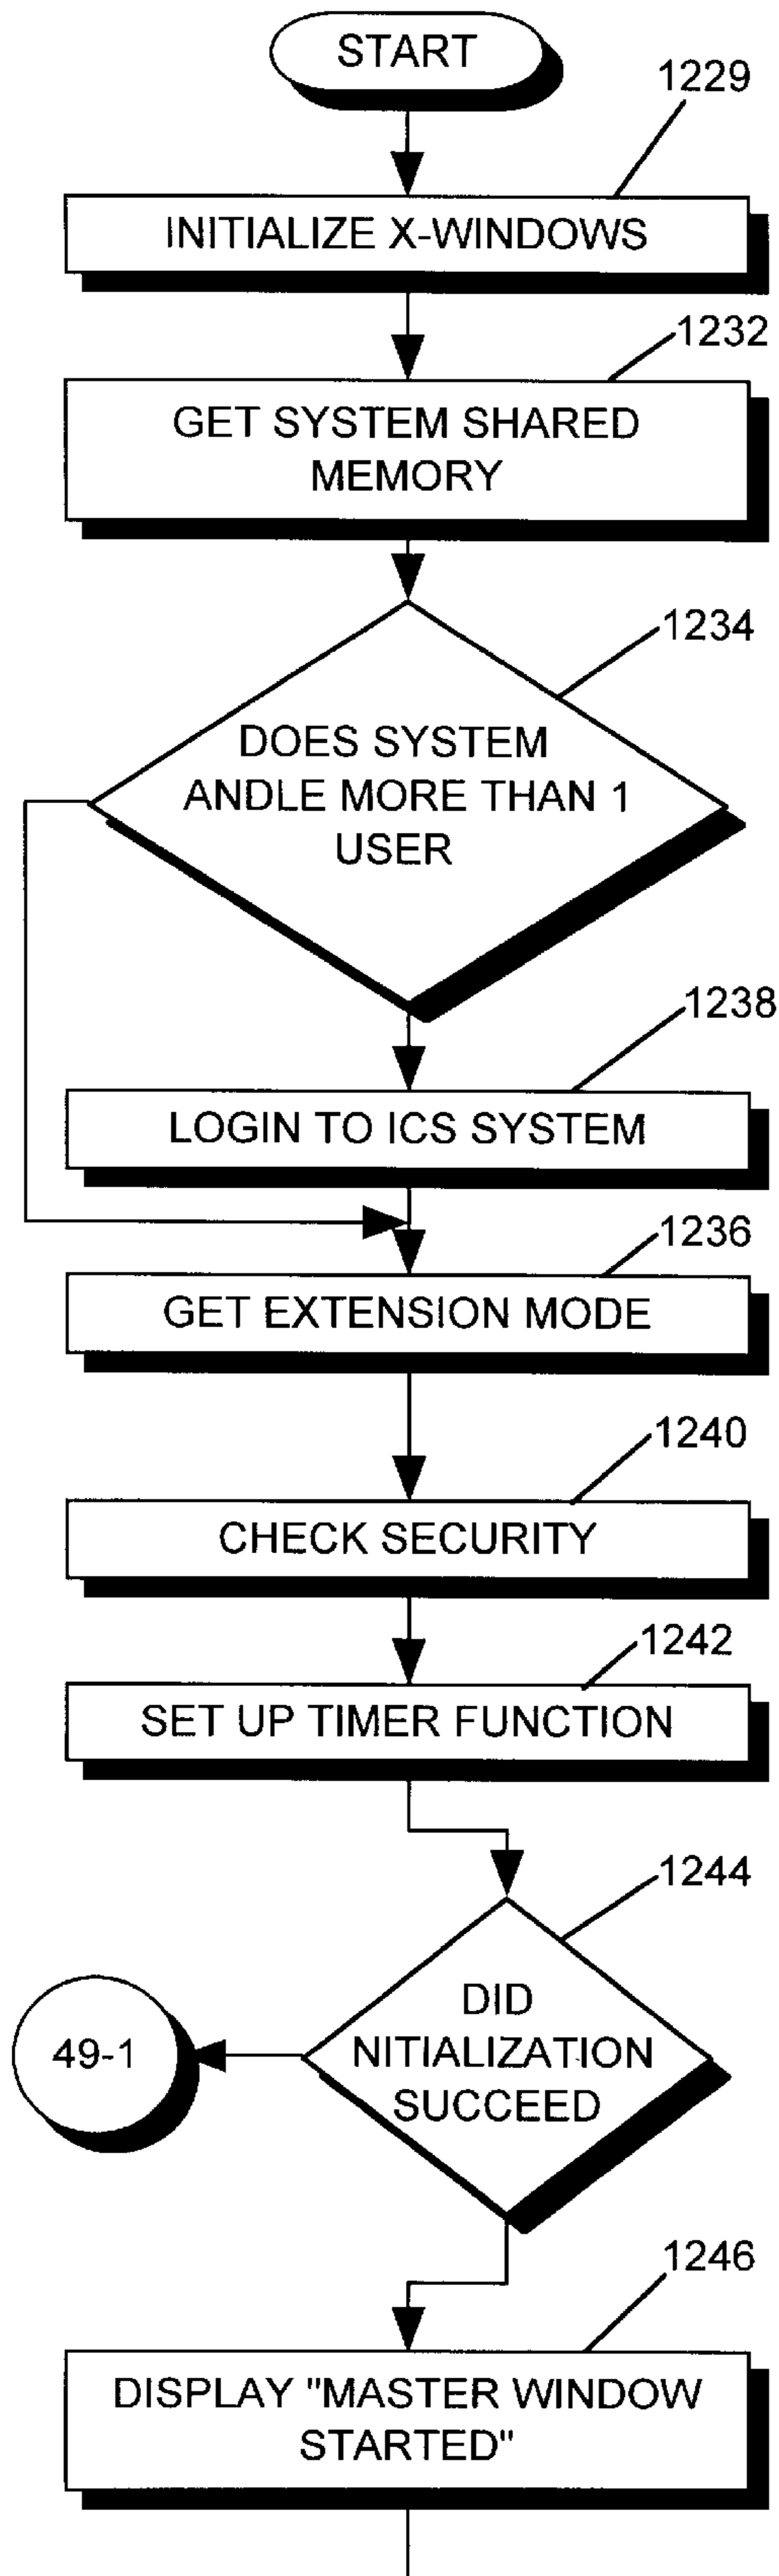 START
1229
INITIALIZE X-WINDOWS
1232
GET SYSTEM SHARED
MEMORY
1234
DOES SYSTEM
ANDLE MORE THAN 1
USER
1238
LOGIN TO ICS SYSTEM
1236
GET EXTENSION MODE
1240
CHECK SECURITY
1242
SET UP TIMER FUNCTION
1244
DID
NITIALIZATION
SUCCEED
49-1
1246
DISPLAY "MASTER WINDOW
STARTED"